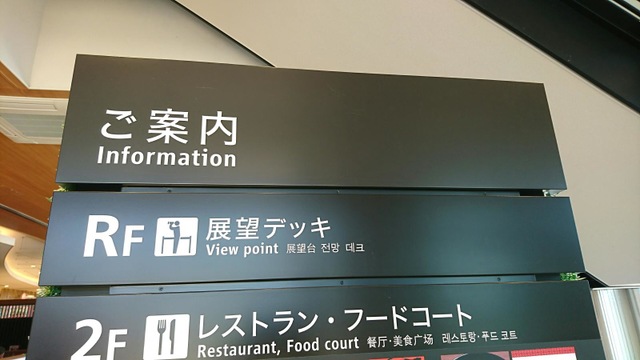 ご案内
Information
RF 展望デッキ
View point 展望台 전망 데크
2F レストラン・フードコート
Restaurant, Food court 餐厅·美食广场 레스토랑·푸드 코트